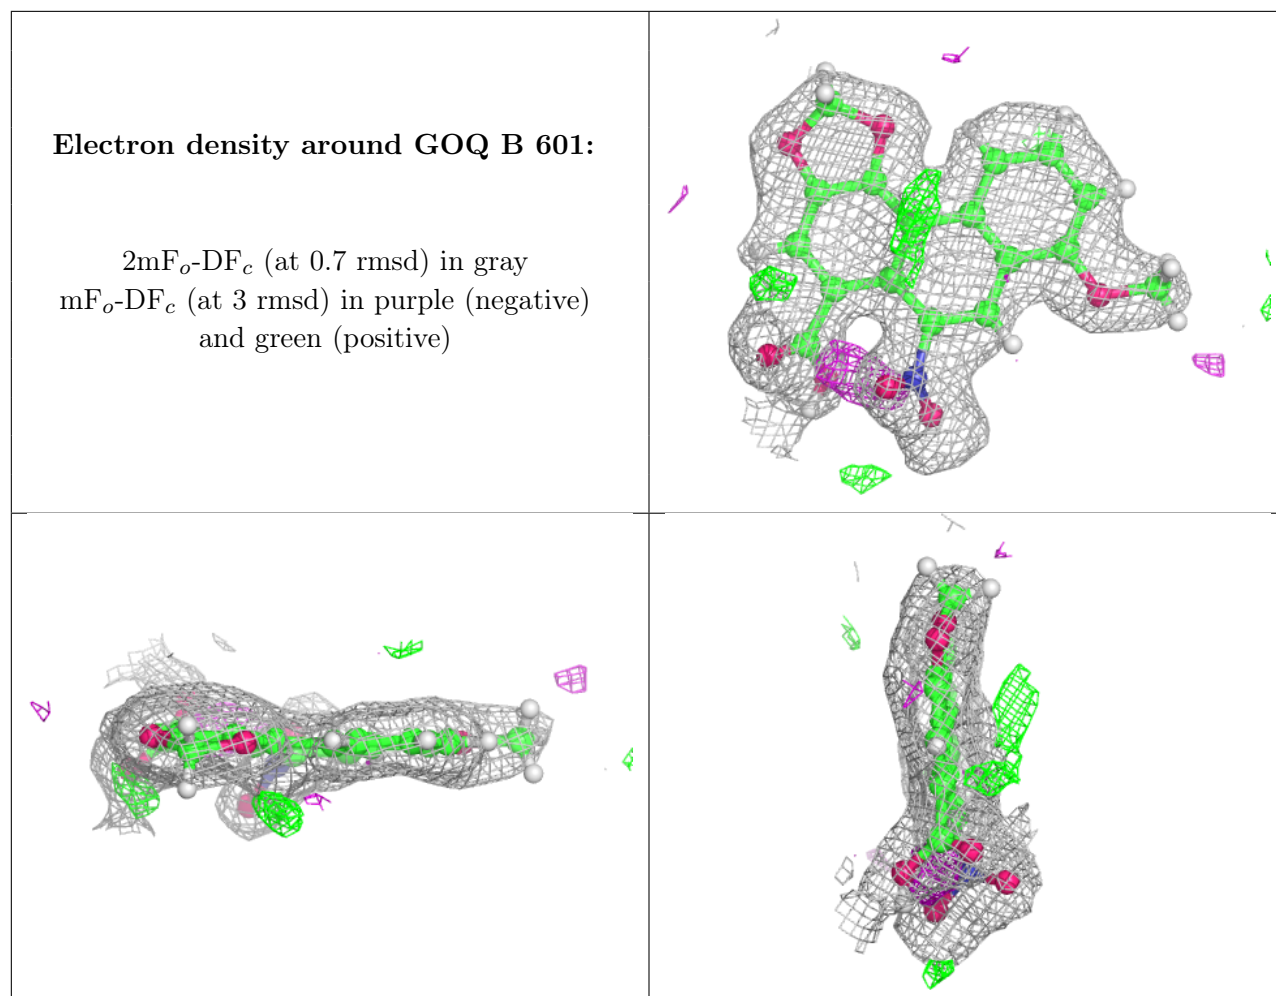 Electron density around GOQ B 601:
2mFₒ-DF𝒸 (at 0.7 rmsd) in gray
mFₒ-DF𝒸 (at 3 rmsd) in purple (negative)
and green (positive)